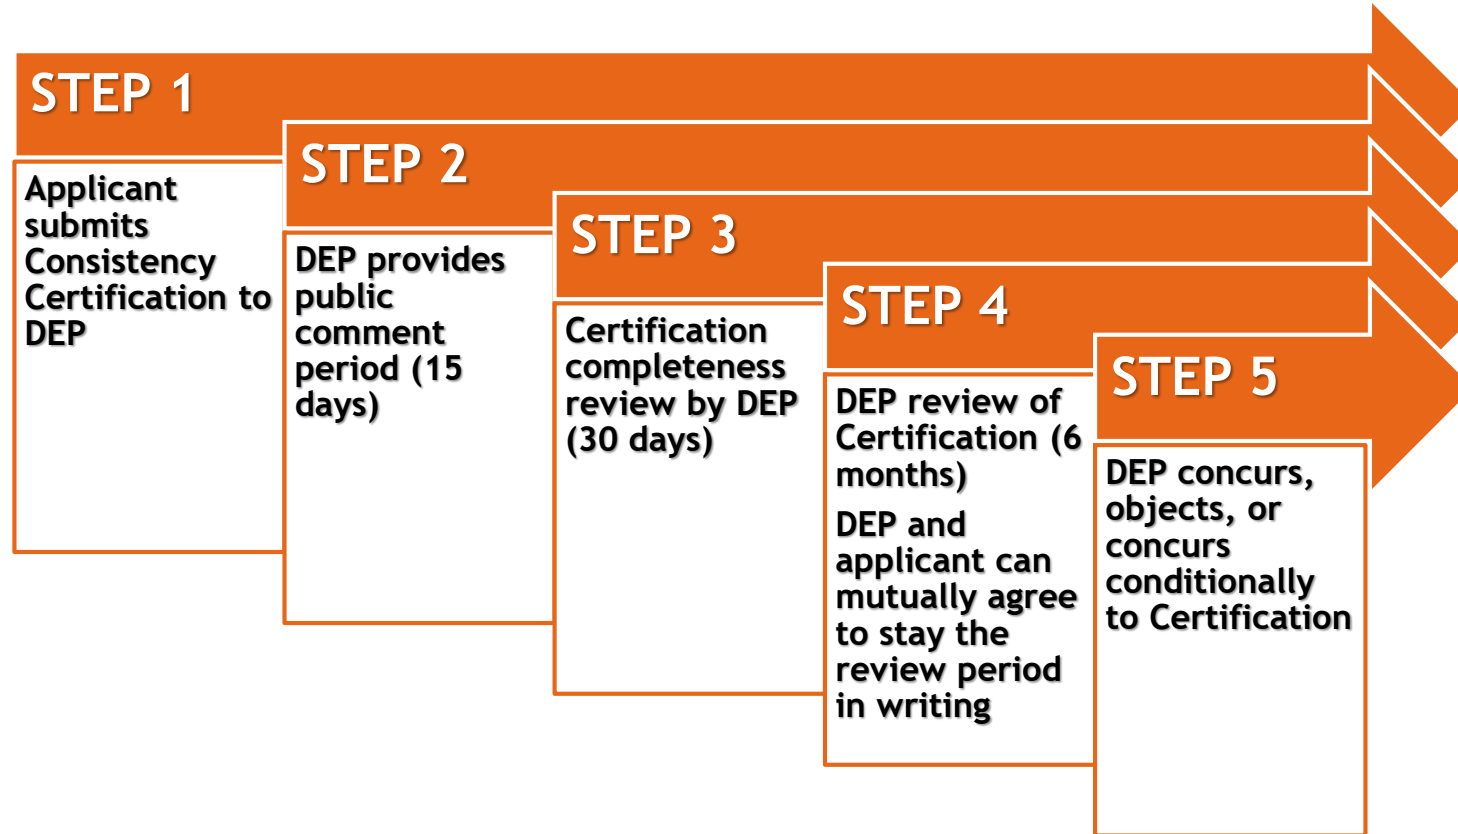 STEP 1
Applicant
submits
Consistency
Certification to
DEP
STEP 2
DEP provides
public
comment
period (15
days)
STEP 3
Certification
completeness
review by DEP
(30 days)
STEP 4
DEP review of
Certification (6
months)
DEP and
applicant can
mutually agree
to stay the
review period
in writing
STEP 5
DEP concurs,
objects, or
concurs
conditionally
to Certification